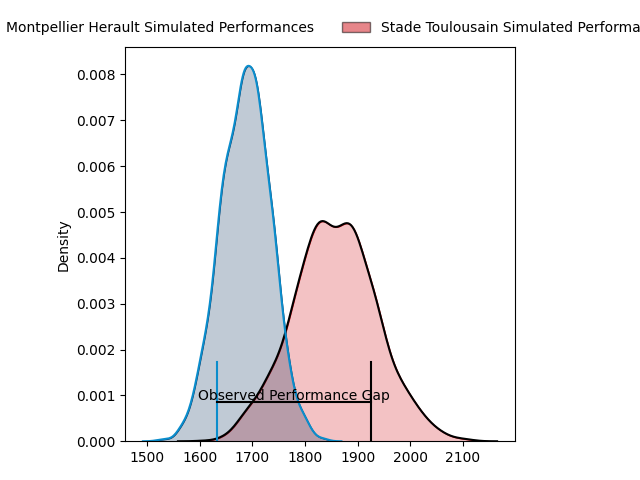 Montpellier Herault Simulated Performances
Stade Toulousain Simulated Performa
0.008
0.007
0.006
0.005
0.004
0.003
0.002
0.001
0.000
Density
Observed Performance Gap
1500 1600 1700 1800 1900 2000 2100